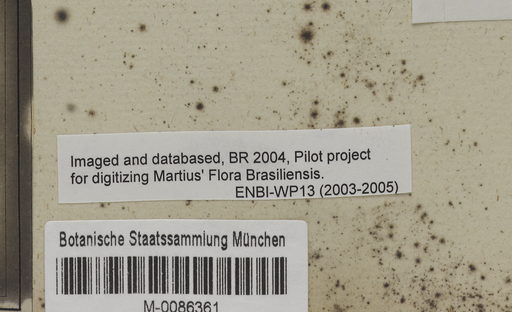 Imaged and databased, BR 2004, Pilot project
for digitizing Martius' Flora Brasiliensis.
ENBI-WP13 (2003-2005)
Botanische Staatssammlung München
M-0086361